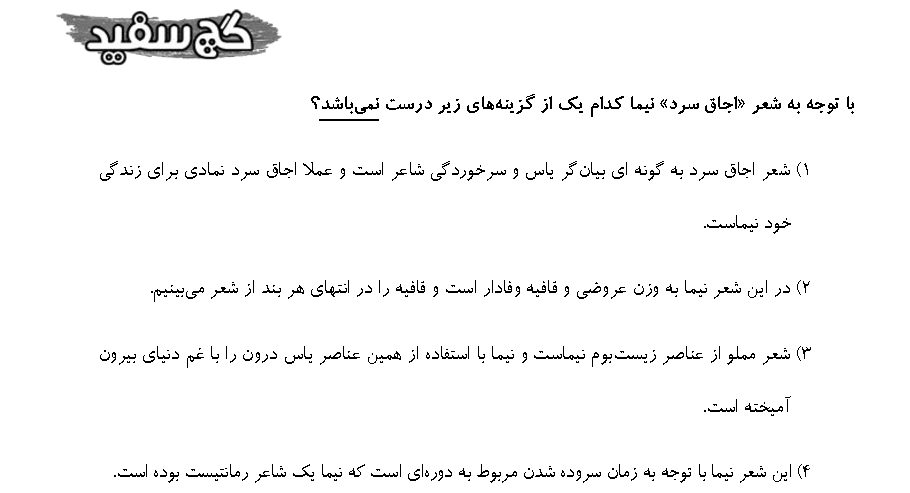 گچ سفید
با توجه به شعر «اجاق سرد» نیما کدام یک از گزینه‌های زیر درست نمی‌باشد؟
۱) شعر اجاق سرد به گونه ای بیان‌گر یاس و سرخوردگی شاعر است و عملا اجاق سرد نمادی برای زندگی
خود نیماست.
۲) در این شعر نیما به وزن عروضی و قافیه وفادار است و قافیه را در انتهای هر بند از شعر می‌بینیم.
۳) شعر مملو از عناصر زیست‌بوم نیماست و نیما با استفاده از همین عناصر یاس درون را با غم دنیای بیرون
آمیخته است.
۴) این شعر نیما با توجه به زمان سروده شدن مربوط به دوره‌ای است که نیما یک شاعر رمانتیست بوده است.